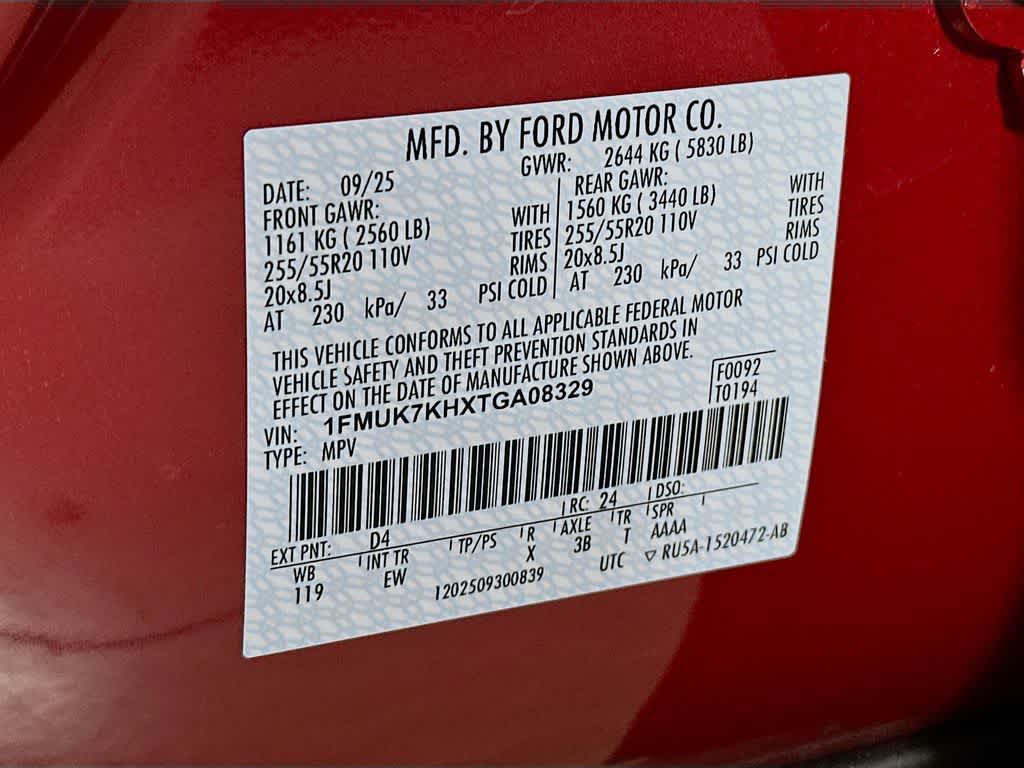 MFD. BY FORD MOTOR CO.
DATE: 09/25 GVWR: 2644 KG ( 5830 LB)
FRONT GAWR: REAR GAWR:
1161 KG ( 2560 LB) WITH 1560 KG ( 3440 LB) WITH
255/55R20 110V TIRES 255/55R20 110V TIRES
20x8.5J RIMS 20x8.5J RIMS
AT 230 kPa/ 33 PSI COLD AT 230 kPa/ 33 PSI COLD
THIS VEHICLE CONFORMS TO ALL APPLICABLE FEDERAL MOTOR
VEHICLE SAFETY AND THEFT PREVENTION STANDARDS IN
EFFECT ON THE DATE OF MANUFACTURE SHOWN ABOVE.
VIN: 1FMUK7KHXTGA08329 F0092
TYPE: MPV T0194
EXT PNT: D4 RC: 24 DSO:
WB INT TR TP/PS R AXLE TR SPR
119 EW X 3B T AAAA
1202509300839 UTC ▽ RU5A-1520472-AB